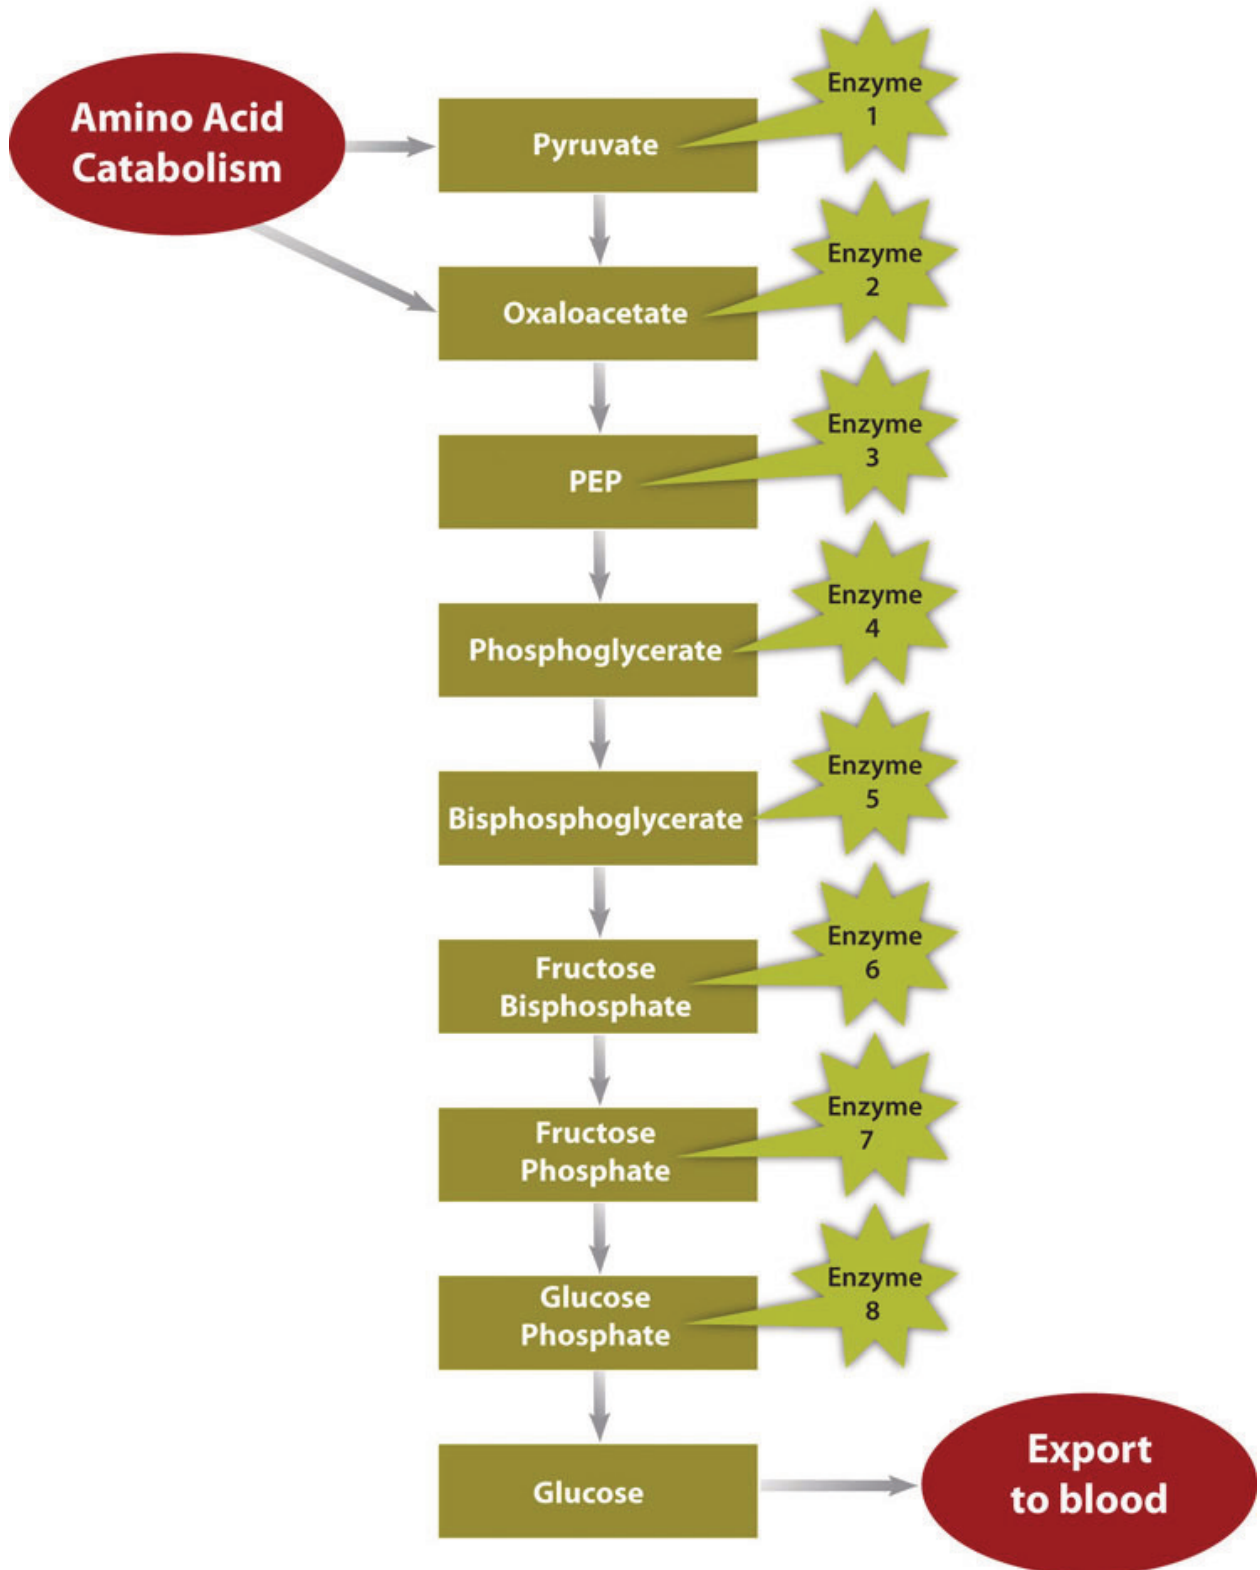 Amino Acid
Catabolism
Pyruvate
Enzyme
1
Oxaloacetate
Enzyme
2
PEP
Enzyme
3
Phosphoglycerate
Enzyme
4
Bisphosphoglycerate
Enzyme
5
Fructose
Bisphosphate
Enzyme
6
Fructose
Phosphate
Enzyme
7
Glucose
Phosphate
Enzyme
8
Glucose
Export
to blood